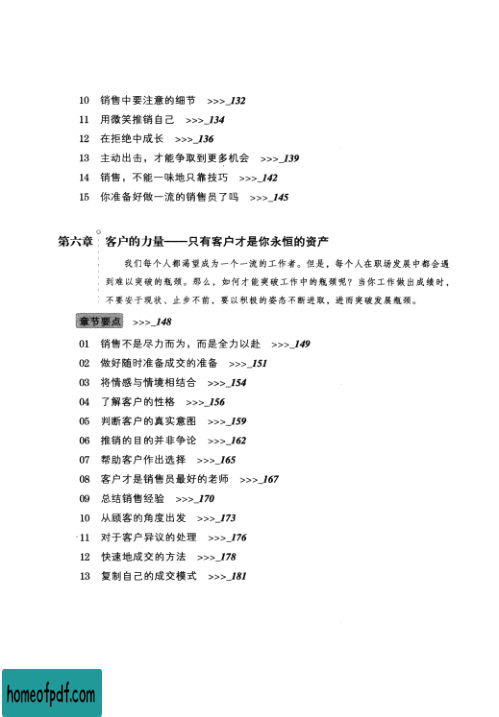 10 销售中要注意的细节 >>>_132
11 用微笑推销自己 >>>_134
12 在拒绝中成长 >>>_136
13 主动出击，才能争取到更多机会 >>>_139
14 销售，不能一味地只靠技巧 >>>_142
15 你准备好做一流的销售员了吗 >>>_145
第六章 客户的力量——只有客户才是你永恒的资产
我们每个人都渴望成为一个一流的工作者。但是，每个人在职场发展中都会遇
到难以突破的瓶颈。那么，如何才能突破工作中的瓶颈呢？当你工作做出成绩时，
不要安于现状、止步不前，要以积极的姿态不断进取，进而突破发展瓶颈。
章节要点 >>>_148
01 销售不是尽力而为，而是全力以赴 >>>_149
02 做好随时准备成交的准备 >>>_151
03 将情感与情境相结合 >>>_154
04 了解客户的性格 >>>_156
05 判断客户的真实意图 >>>_159
06 推销的目的并非争论 >>>_162
07 帮助客户作出选择 >>>_165
08 客户才是销售员最好的老师 >>>_167
09 总结销售经验 >>>_170
10 从顾客的角度出发 >>>_173
11 对于客户异议的处理 >>>_176
12 快速地成交的方法 >>>_178
13 复制自己的成交模式 >>>_181
homeofpdf.com